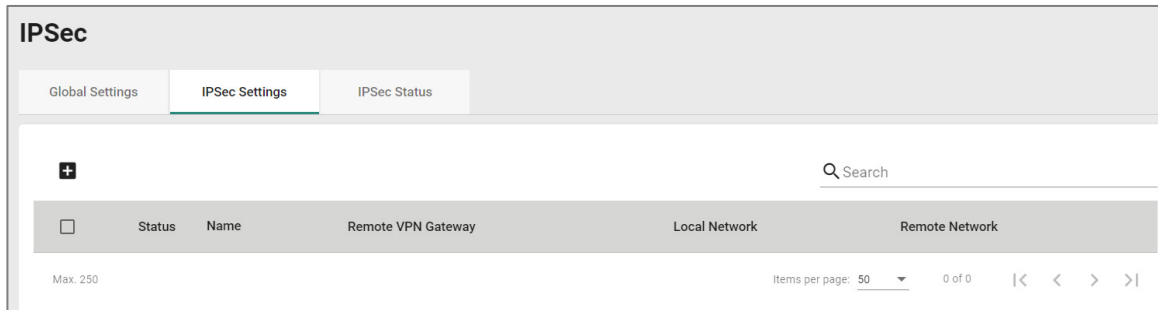 IPSec
Global Settings IPSec Settings IPSec Status
Search
Status Name Remote VPN Gateway Local Network Remote Network
Max. 250 Items per page: 50 0 of 0